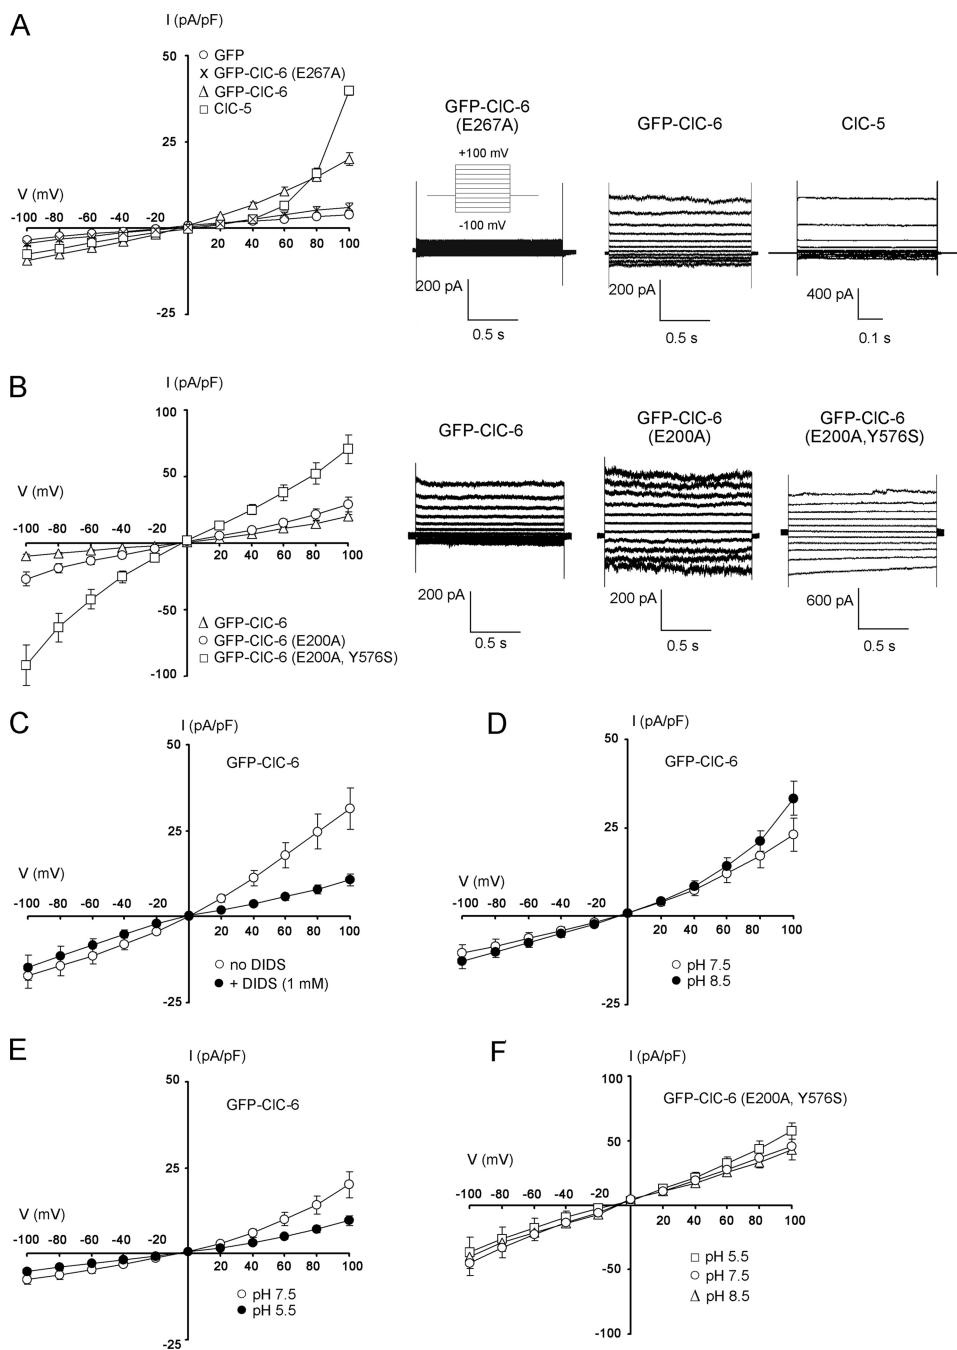 A
I (pA/pF)
50
GFP
GFP-ClC-6 (E267A)
GFP-ClC-6
ClC-5
25
V (mV)
-100 -80 -60 -40 -20
20 40 60 80 100
-25
GFP-ClC-6
(E267A)
+100 mV
-100 mV
200 pA
0.5 s
GFP-ClC-6
200 pA
0.5 s
ClC-5
400 pA
0.1 s
B
I (pA/pF)
100
50
V (mV)
-100 -80 -60 -40 -20
20 40 60 80 100
-50
GFP-ClC-6
GFP-ClC-6 (E200A)
GFP-ClC-6 (E200A, Y576S)
-100
GFP-ClC-6
200 pA
0.5 s
GFP-ClC-6
(E200A)
200 pA
0.5 s
GFP-ClC-6
(E200A,Y576S)
600 pA
0.5 s
C
I (pA/pF)
50
GFP-ClC-6
25
V (mV)
-100 -80 -60 -40 -20
20 40 60 80 100
no DIDS
+ DIDS (1 mM)
-25
D
I (pA/pF)
50
GFP-ClC-6
25
V (mV)
-100 -80 -60 -40 -20
20 40 60 80 100
pH 7.5
pH 8.5
-25
E
I (pA/pF)
50
GFP-ClC-6
25
V (mV)
-100 -80 -60 -40 -20
20 40 60 80 100
pH 7.5
pH 5.5
-25
F
I (pA/pF)
100
GFP-ClC-6 (E200A, Y576S)
50
V (mV)
-100 -80 -60 -40 -20
20 40 60 80 100
pH 5.5
pH 7.5
pH 8.5
-50
-100